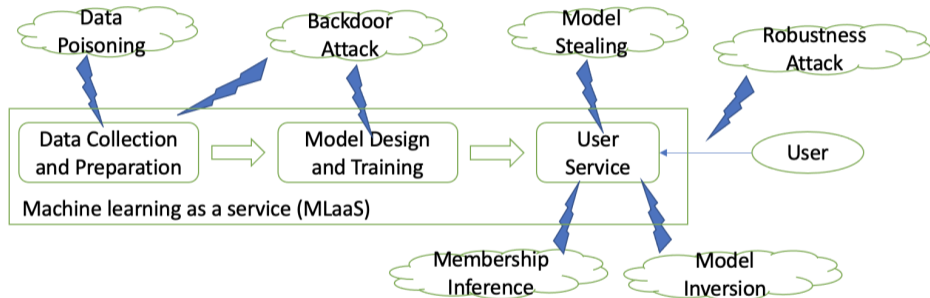 Data
Poisoning
Backdoor
Attack
Model
Stealing
Robustness
Attack
Data Collection
and Preparation
Model Design
and Training
User
Service
User
Machine learning as a service (MLaaS)
Membership
Inference
Model
Inversion